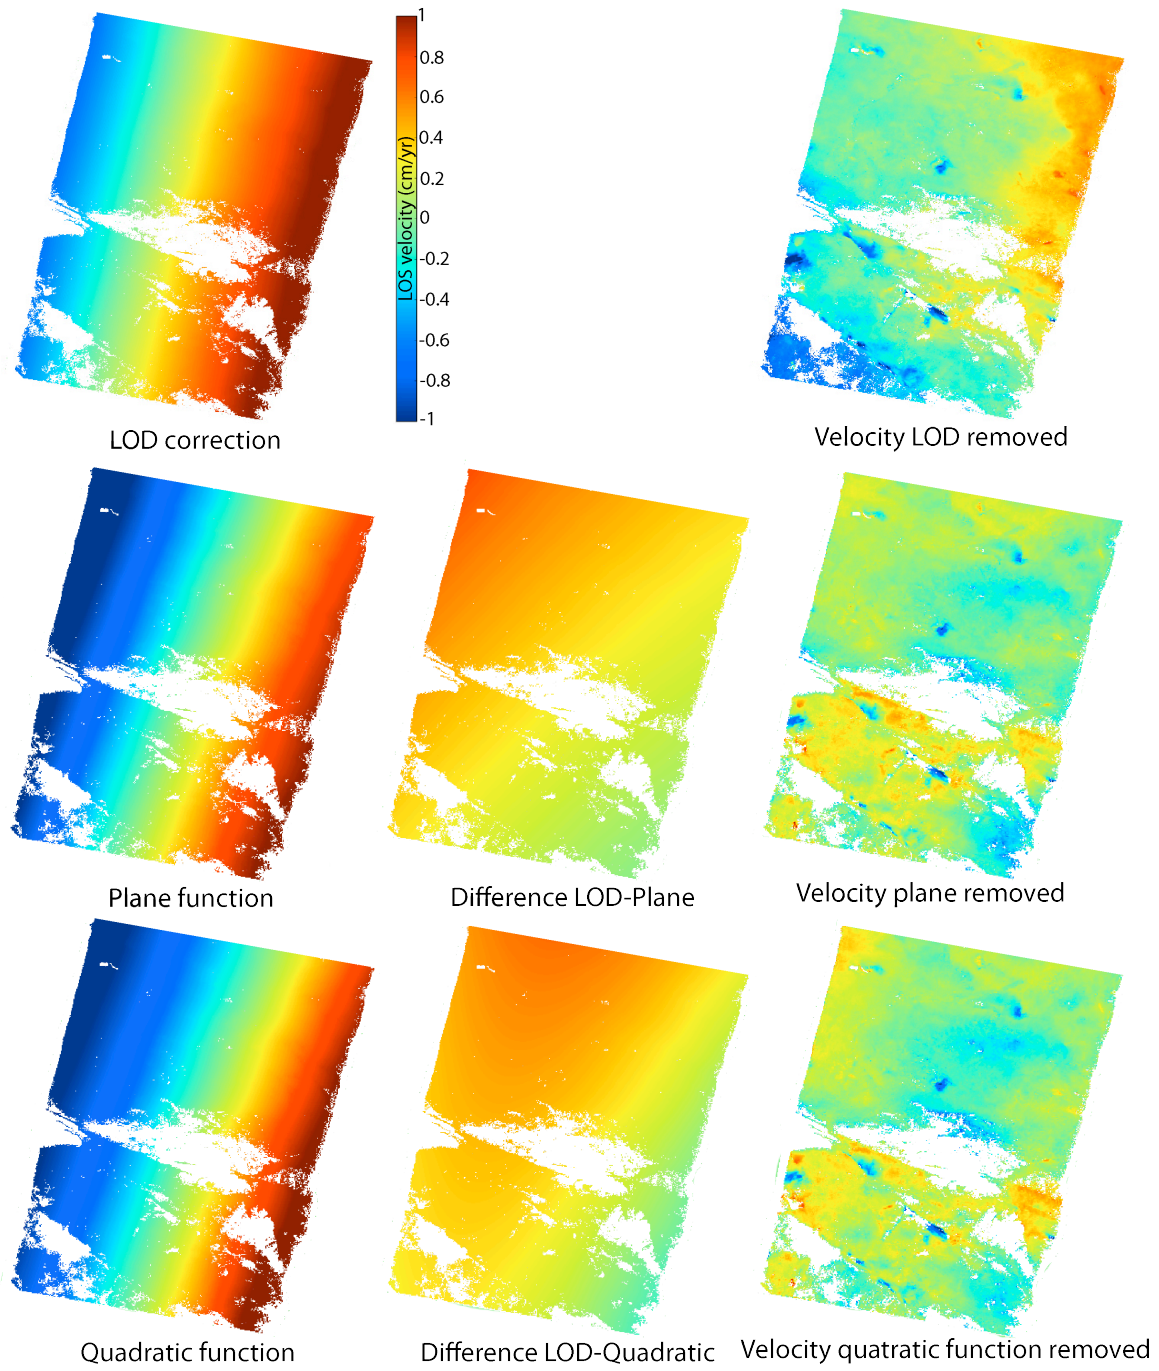 1
0.8
0.6
0.4
0.2
0
-0.2
-0.4
-0.6
-0.8
-1
LOS velocity (cm/yr)
LOD correction
Velocity LOD removed
Plane function
Difference LOD-Plane
Velocity plane removed
Quadratic function
Difference LOD-Quadratic
Velocity quatratic function removed